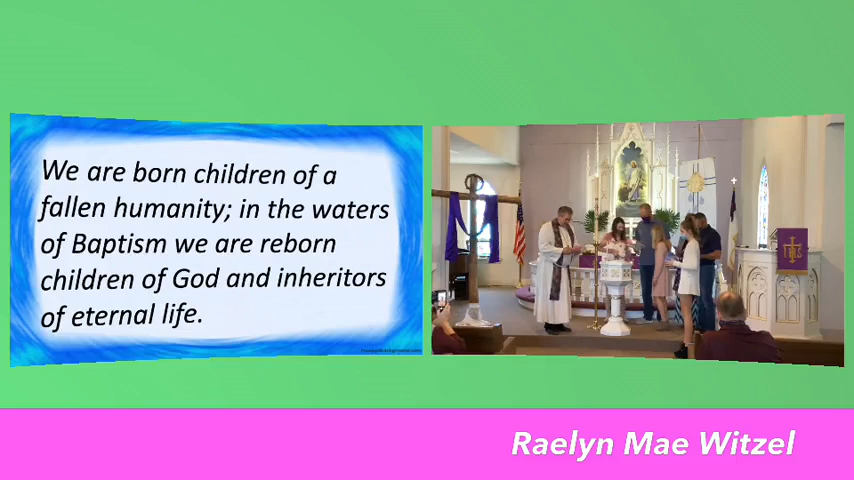 We are born children of a
fallen humanity; in the waters
of Baptism we are reborn
children of God and inheritors
of eternal life.
IHS
Raelyn Mae Witzel